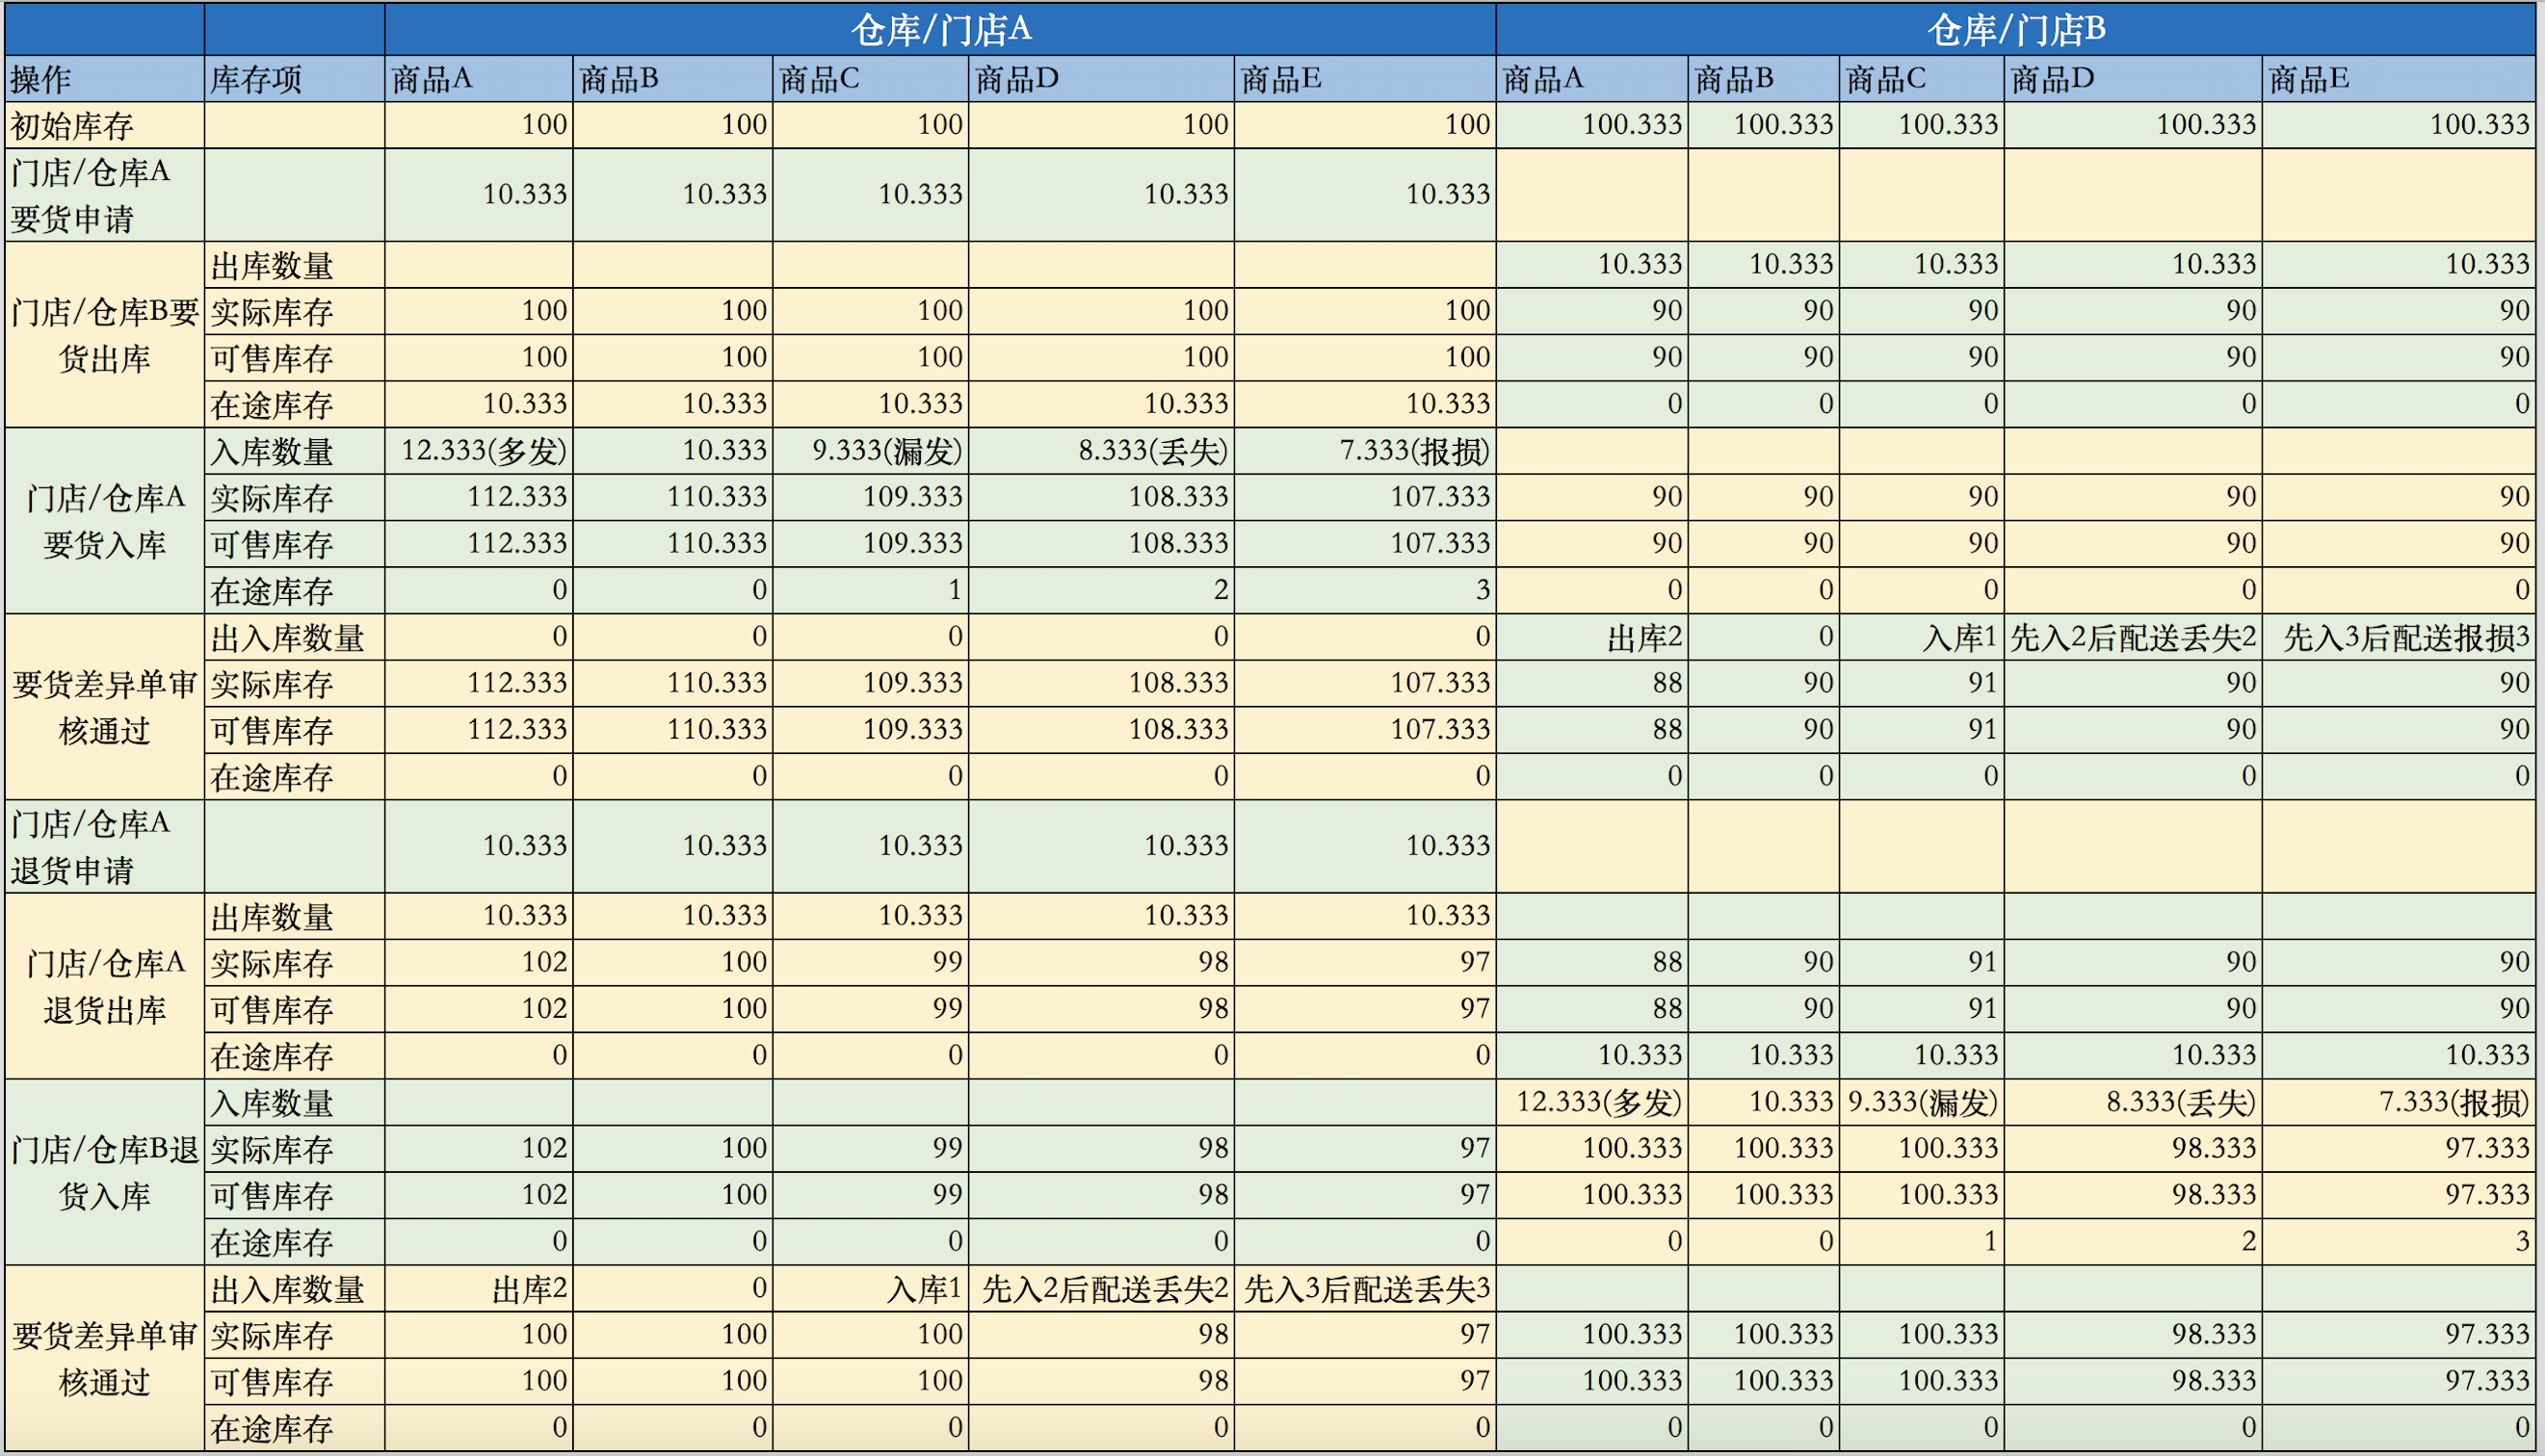 仓库/门店A 仓库/门店B
操作 库存项 商品A 商品B 商品C 商品D 商品E 商品A 商品B 商品C 商品D 商品E
初始库存 100 100 100 100 100 100.333 100.333 100.333 100.333 100.333
门店/仓库A
要货申请 10.333 10.333 10.333 10.333 10.333
门店/仓库B要
货出库
出库数量 10.333 10.333 10.333 10.333 10.333
实际库存 100 100 100 100 100 90 90 90 90 90
可售库存 100 100 100 100 100 90 90 90 90 90
在途库存 10.333 10.333 10.333 10.333 10.333 0 0 0 0 0
门店/仓库A
要货入库
入库数量 12.333(多发) 10.333 9.333(漏发) 8.333(丢失) 7.333(报损)
实际库存 112.333 110.333 109.333 108.333 107.333 90 90 90 90 90
可售库存 112.333 110.333 109.333 108.333 107.333 90 90 90 90 90
在途库存 0 0 1 2 3 0 0 0 0 0
要货差异单审
核通过
出入库数量 0 0 0 0 0 出库2 0 入库1 先入2后配送丢失2 先入3后配送报损3
实际库存 112.333 110.333 109.333 108.333 107.333 88 90 91 90 90
可售库存 112.333 110.333 109.333 108.333 107.333 88 90 91 90 90
在途库存 0 0 0 0 0 0 0 0 0 0
门店/仓库A
退货申请 10.333 10.333 10.333 10.333 10.333
门店/仓库A
退货出库
出库数量 10.333 10.333 10.333 10.333 10.333
实际库存 102 100 99 98 97 88 90 91 90 90
可售库存 102 100 99 98 97 88 90 91 90 90
在途库存 0 0 0 0 0 10.333 10.333 10.333 10.333 10.333
门店/仓库B退
货入库
入库数量 12.333(多发) 10.333 9.333(漏发) 8.333(丢失) 7.333(报损)
实际库存 102 100 99 98 97 100.333 100.333 100.333 98.333 97.333
可售库存 102 100 99 98 97 100.333 100.333 100.333 98.333 97.333
在途库存 0 0 0 0 0 0 0 1 2 3
要货差异单审
核通过
出入库数量 出库2 0 入库1 先入2后配送丢失2 先入3后配送丢失3
实际库存 100 100 100 98 97 100.333 100.333 100.333 98.333 97.333
可售库存 100 100 100 98 97 100.333 100.333 100.333 98.333 97.333
在途库存 0 0 0 0 0 0 0 0 0 0